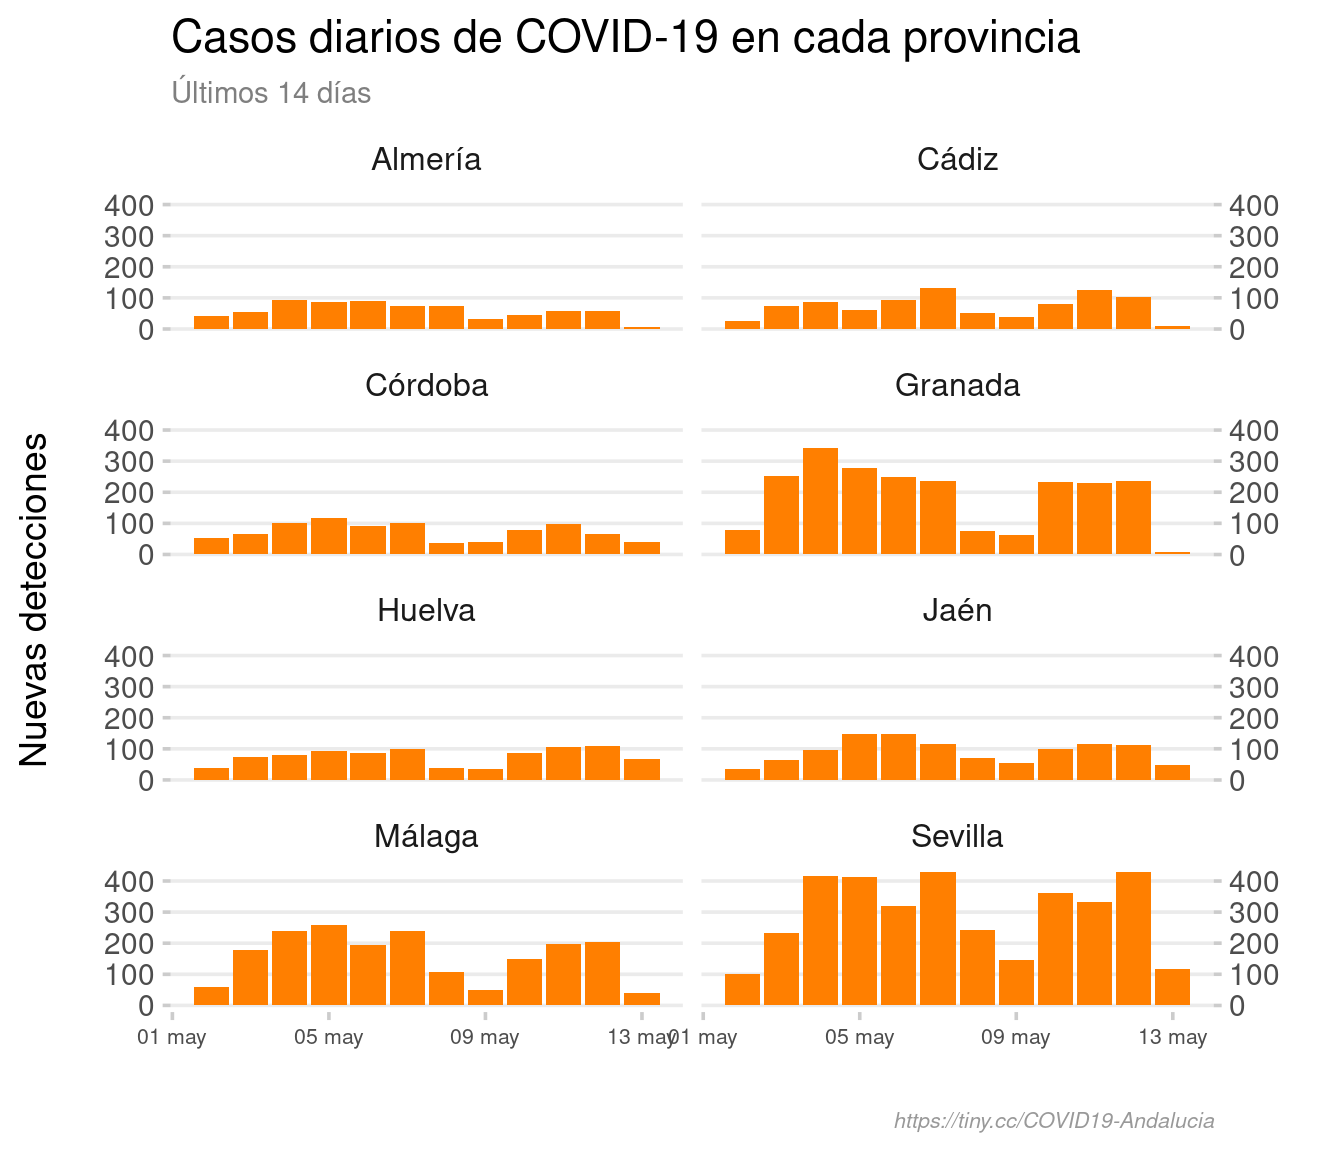 Casos diarios de COVID-19 en cada provincia
Últimos 14 días
Nuevas detecciones
Almería
Cádiz
400
300
200
100
0
400
300
200
100
0
Córdoba
Granada
400
300
200
100
0
400
300
200
100
0
Huelva
Jaén
400
300
200
100
0
400
300
200
100
0
Málaga
Sevilla
400
300
200
100
0
400
300
200
100
0
01 may 05 may 09 may 13 may
01 may 05 may 09 may 13 may
https://tiny.cc/COVID19-Andalucia